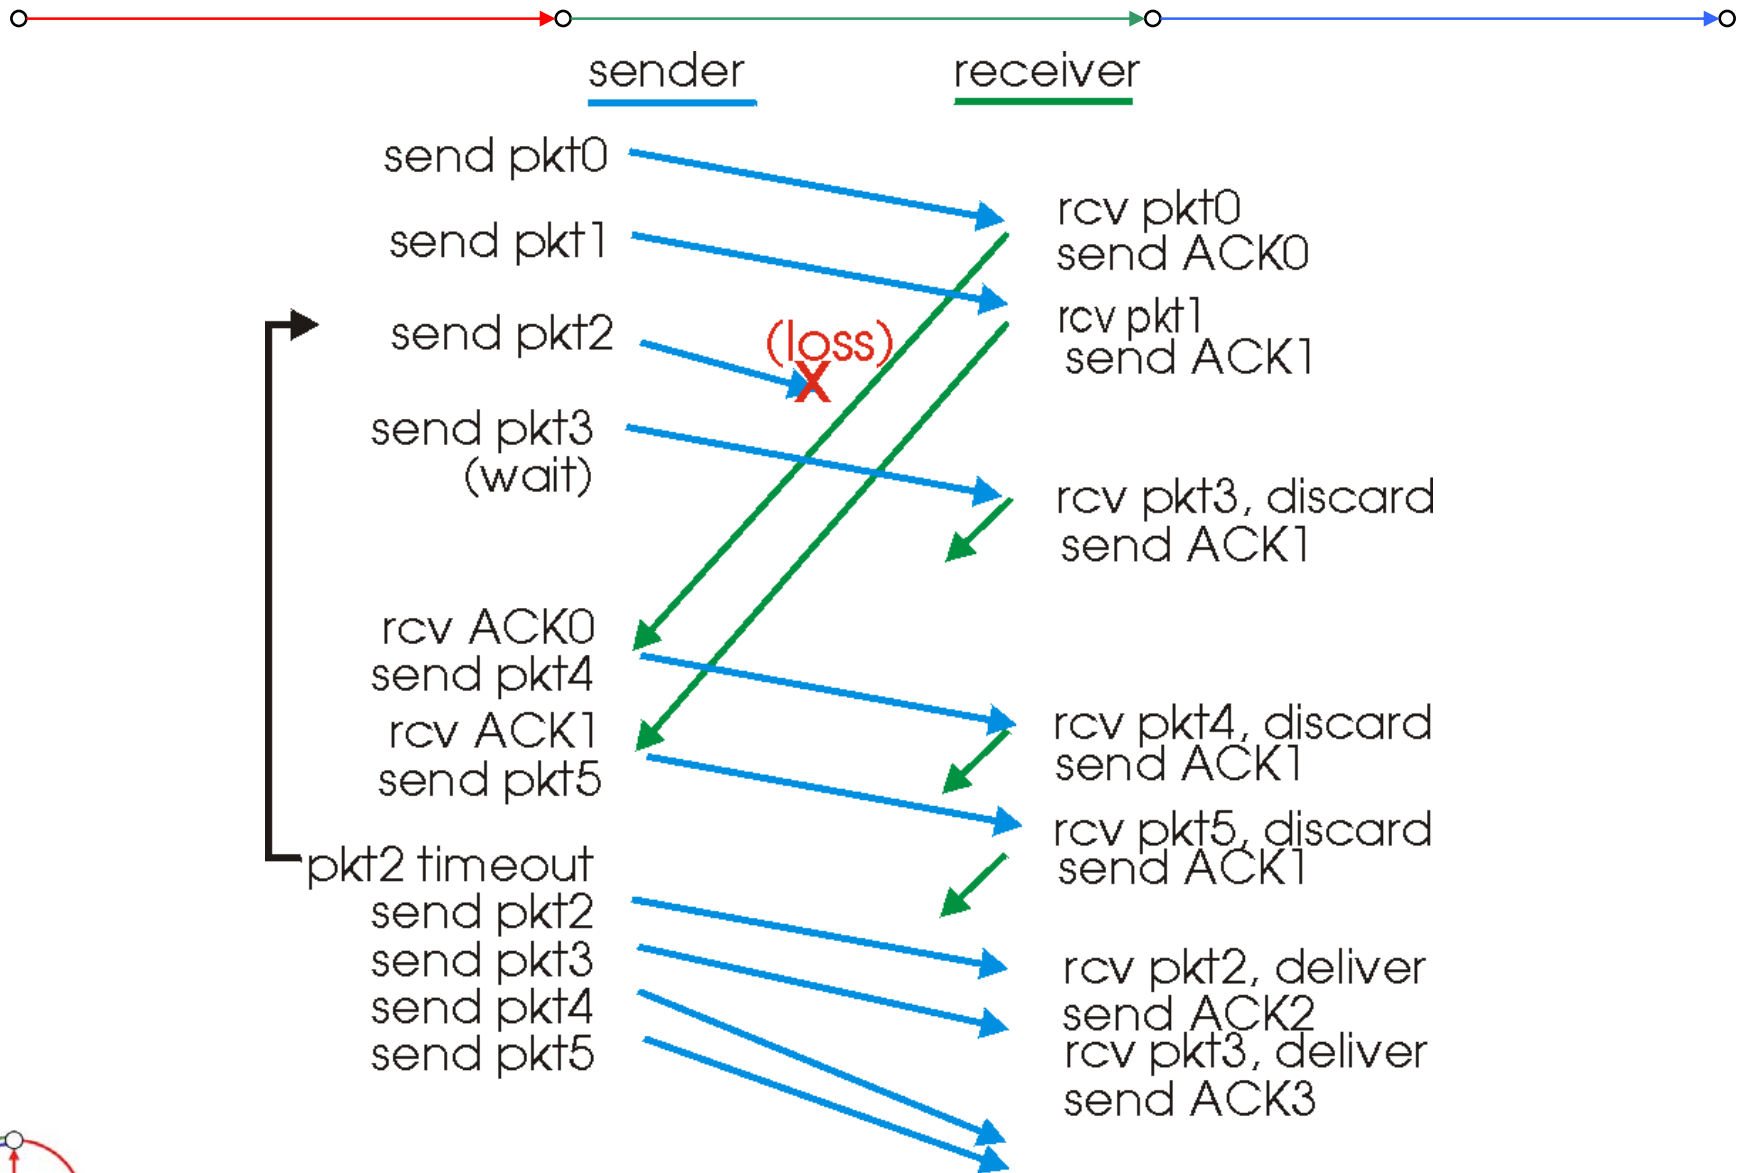 sender
receiver
send pkt0
rcv pkt0
send ACK0
send pkt1
rcv pkt1
send ACK1
send pkt2
(loss)
X
send pkt3
(wait)
rcv pkt3, discard
send ACK1
rcv ACK0
send pkt4
rcv pkt4, discard
send ACK1
rcv ACK1
send pkt5
rcv pkt5, discard
send ACK1
pkt2 timeout
send pkt2
send pkt3
send pkt4
send pkt5
rcv pkt2, deliver
send ACK2
rcv pkt3, deliver
send ACK3